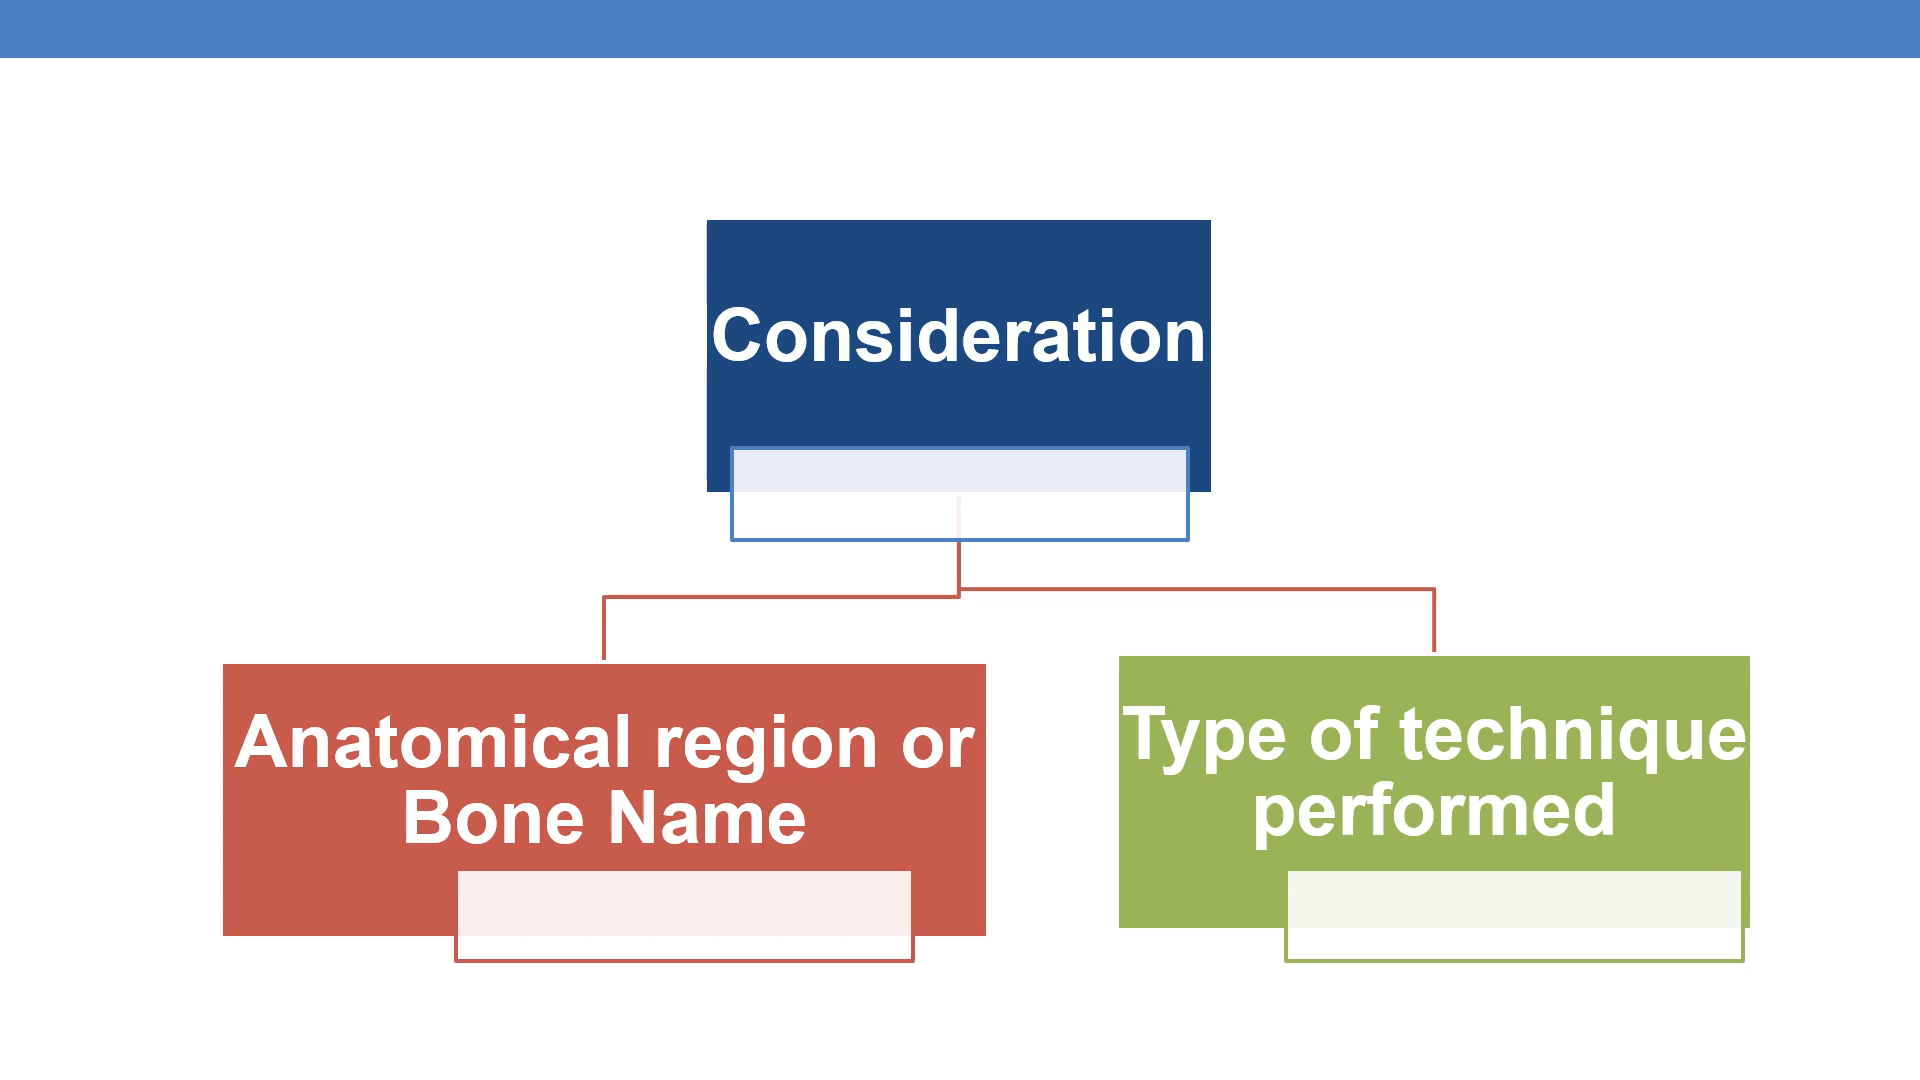 Consideration
Anatomical region or
Bone Name
Type of technique
performed